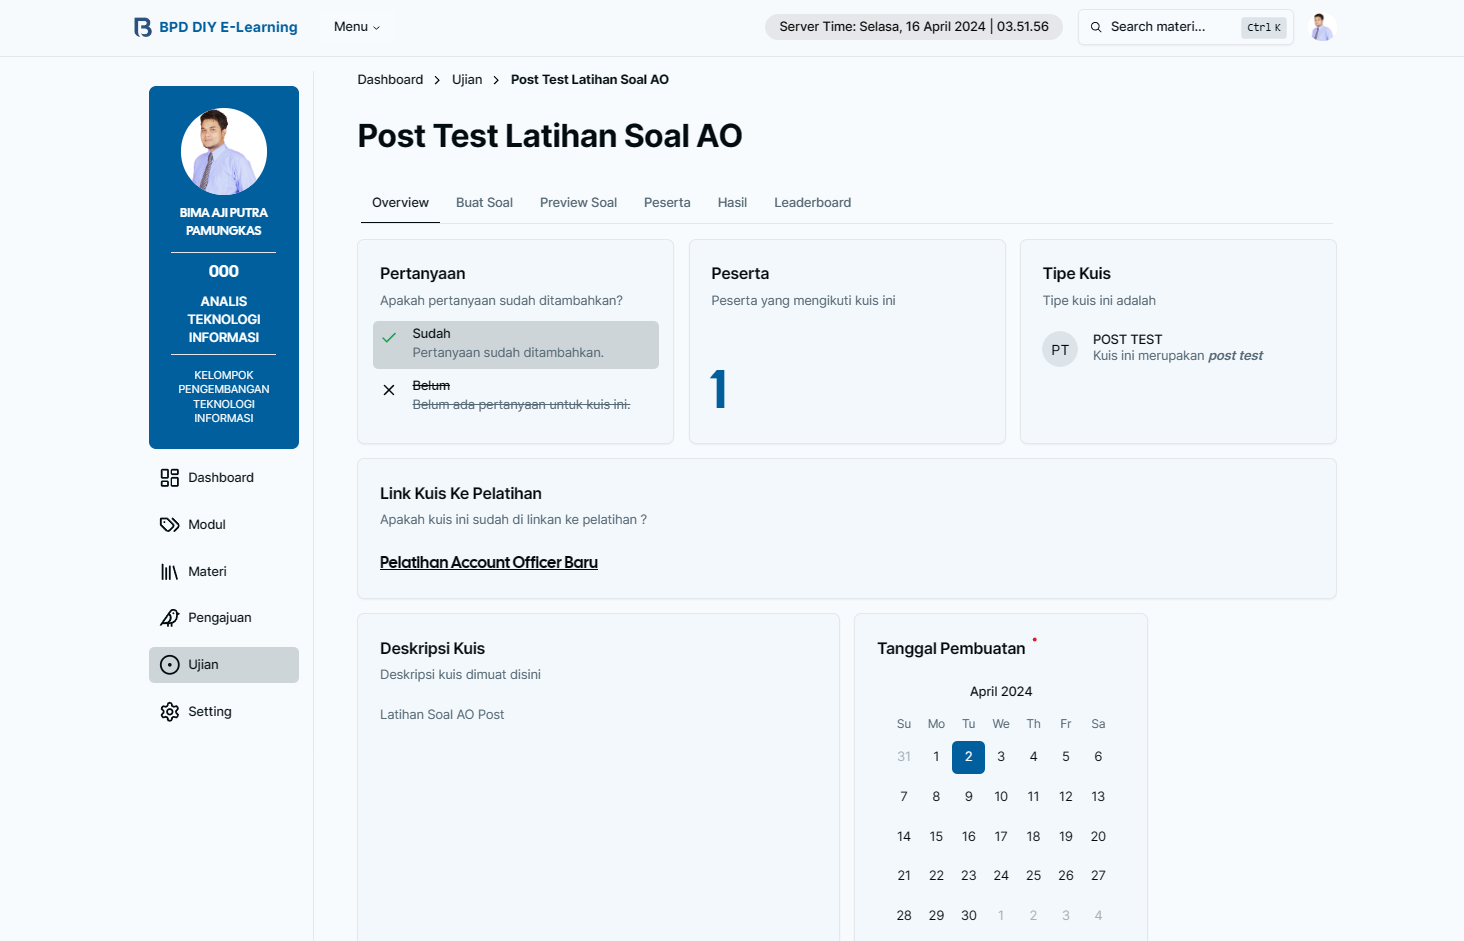 BPD DIY E-Learning
Menu
Server Time: Selasa, 16 April 2024 | 03.51.56
Search materi...
Ctrl K
BIMA AJI PUTRA
PAMUNGKAS
000
ANALIS
TEKNOLOGI
INFORMASI
KELOMPOK
PENGEMBANGAN
TEKNOLOGI
INFORMASI
Dashboard
Modul
Materi
Pengajuan
Ujian
Setting
Dashboard > Ujian > Post Test Latihan Soal AO
Post Test Latihan Soal AO
Overview Buat Soal Preview Soal Peserta Hasil Leaderboard
Pertanyaan
Apakah pertanyaan sudah ditambahkan?
Sudah
Pertanyaan sudah ditambahkan.
Belum
Belum ada pertanyaan untuk kuis ini.
Peserta
Peserta yang mengikuti kuis ini
1
Tipe Kuis
Tipe kuis ini adalah
PT
POST TEST
Kuis ini merupakan post test
Link Kuis Ke Pelatihan
Apakah kuis ini sudah di linkan ke pelatihan ?
Pelatihan Account Officer Baru
Deskripsi Kuis
Deskripsi kuis dimuat disini
Latihan Soal AO Post
Tanggal Pembuatan
April 2024
Su Mo Tu We Th Fr Sa
31 1 2 3 4 5 6
7 8 9 10 11 12 13
14 15 16 17 18 19 20
21 22 23 24 25 26 27
28 29 30 1 2 3 4